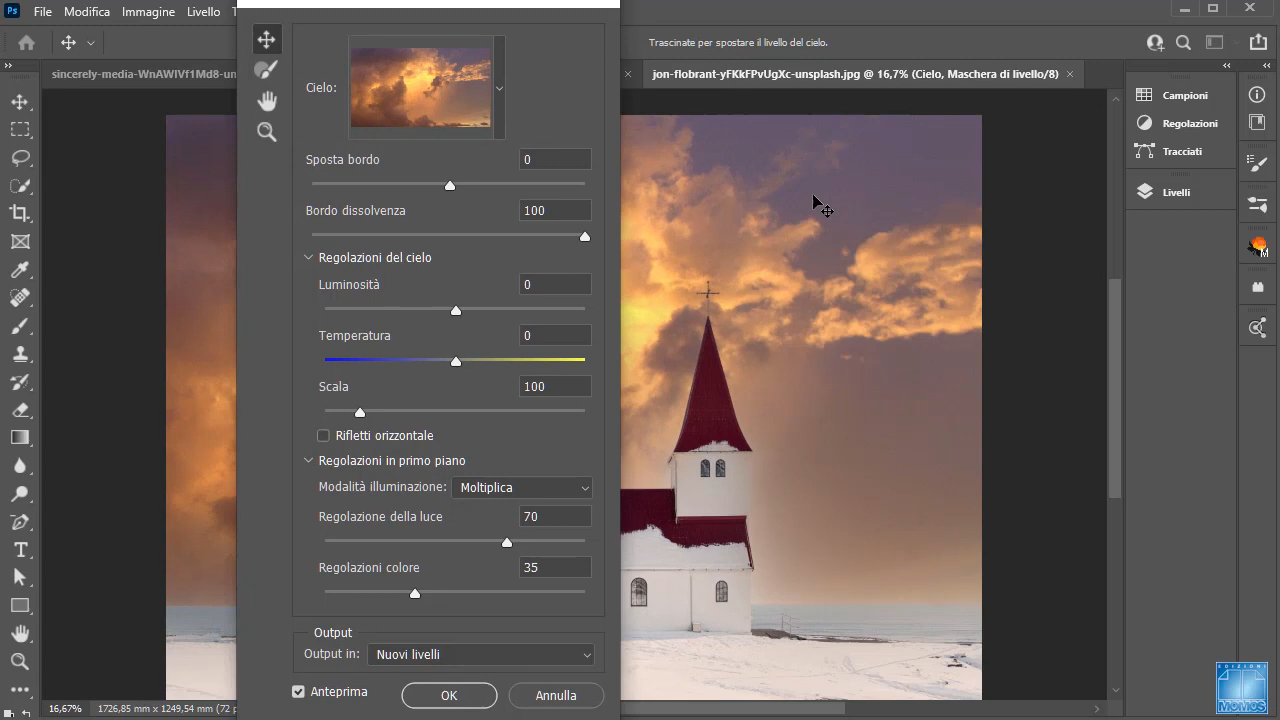 Ps File Modifica Immagine Livello
Trascinate per spostare il livello del cielo.
sincerely-media-WnAWlVf1Md8-un
jon-flobrant-yFKkFPvUgXc-unsplash.jpg @ 16,7% (Cielo, Maschera di livello/8)
Cielo:
Sposta bordo 0
Bordo dissolvenza 100
Regolazioni del cielo
Luminosità 0
Temperatura 0
Scala 100
Rifletti orizzontale
Regolazioni in primo piano
Modalità illuminazione: Moltiplica
Regolazione della luce 70
Regolazioni colore 35
Output
Output in: Nuovi livelli
Anteprima OK Annulla
Campioni
Regolazioni
Tracciati
Livelli
M
16,67% 1726,85 mm x 1249,54 mm (72 p
EDIZIONI
MOMOS